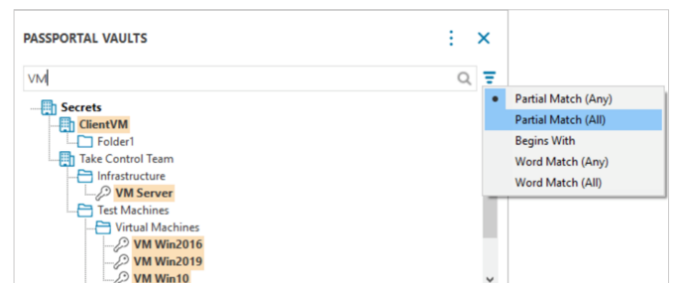 PASSPORTAL VAULTS
VM
Secrets
ClientVM
Folder1
Take Control Team
Infrastructure
VM Server
Test Machines
Virtual Machines
VM Win2016
VM Win2019
VM Win10
Partial Match (Any)
Partial Match (All)
Begins With
Word Match (Any)
Word Match (All)